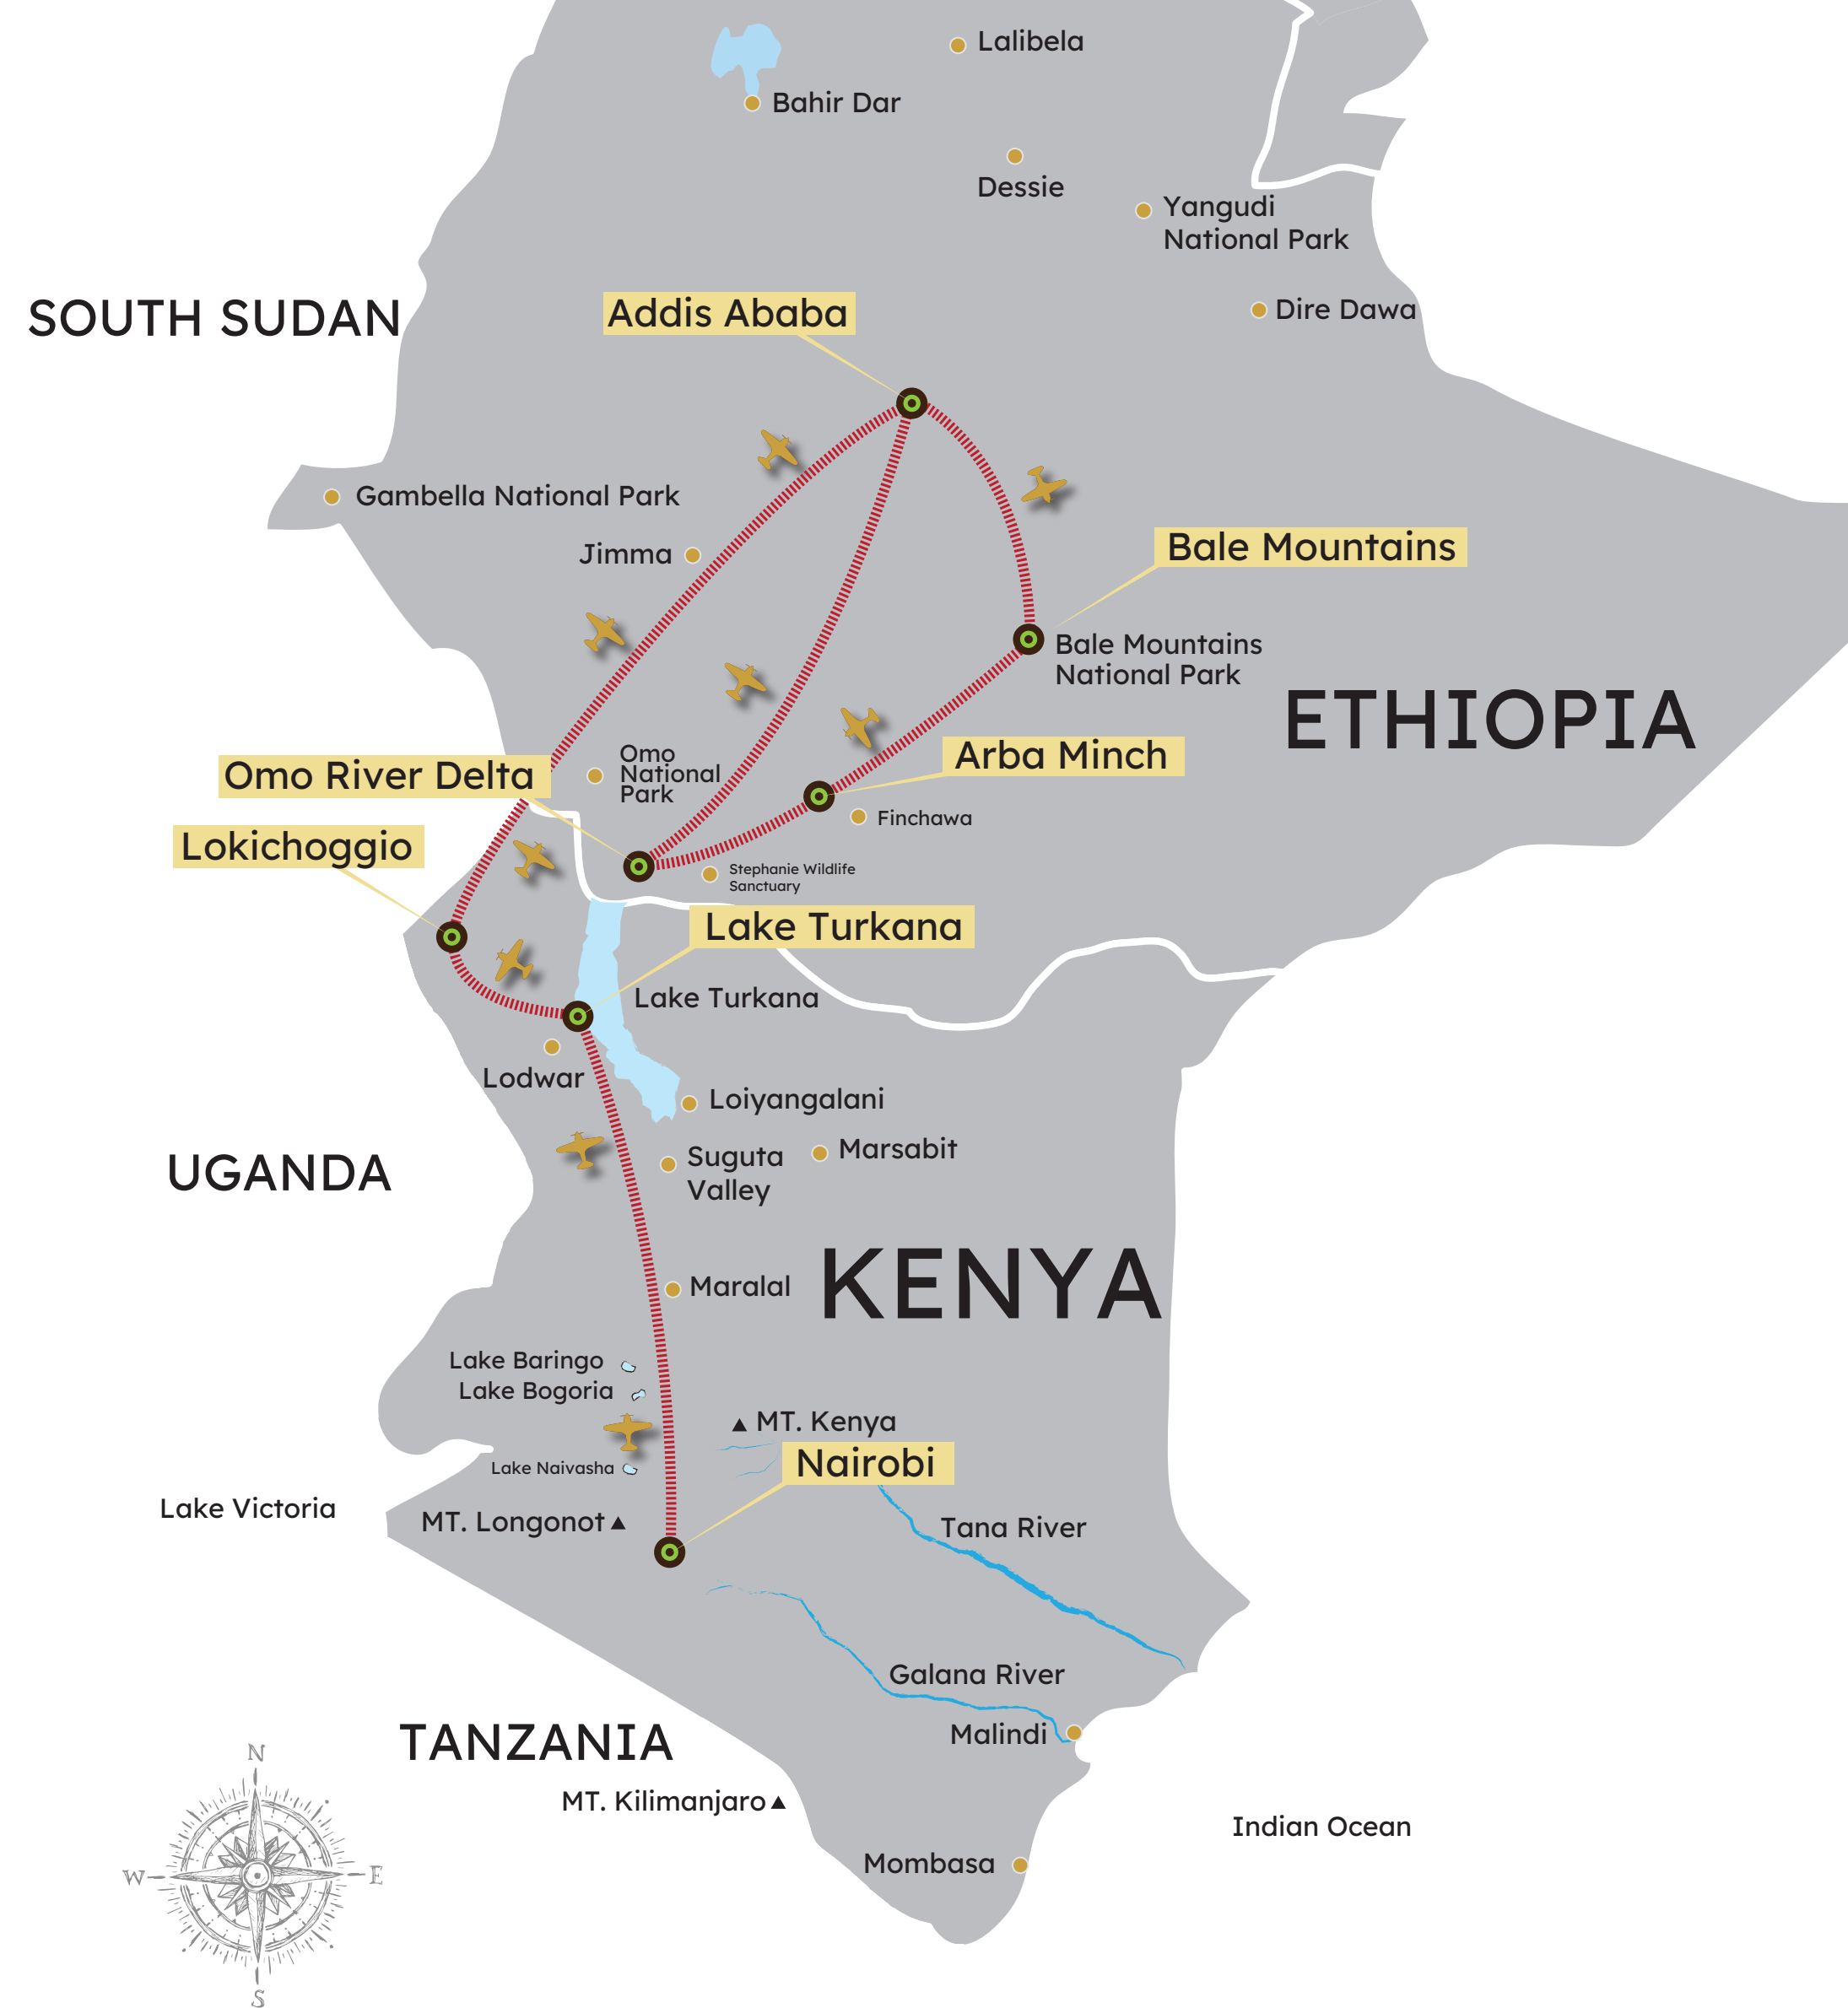 Lalibela
Bahir Dar
Dessie
Yangudi
National Park
SOUTH SUDAN
Addis Ababa
Dire Dawa
Gambella National Park
Jimma
Bale Mountains
Bale Mountains
National Park
ETHIOPIA
Omo River Delta
Omo
National
Park
Arba Minch
Finchawa
Lokichoggio
Stephanie Wildlife
Sanctuary
Lake Turkana
Lake Turkana
Lodwar
Loiyangalani
UGANDA
Suguta
Valley
Marsabit
KENYA
Maralal
Lake Baringo
Lake Bogoria
MT. Kenya
Nairobi
Lake Naivasha
Lake Victoria
MT. Longonot
Tana River
Galana River
Malindi
TANZANIA
MT. Kilimanjaro
Indian Ocean
Mombasa
N
W
E
S